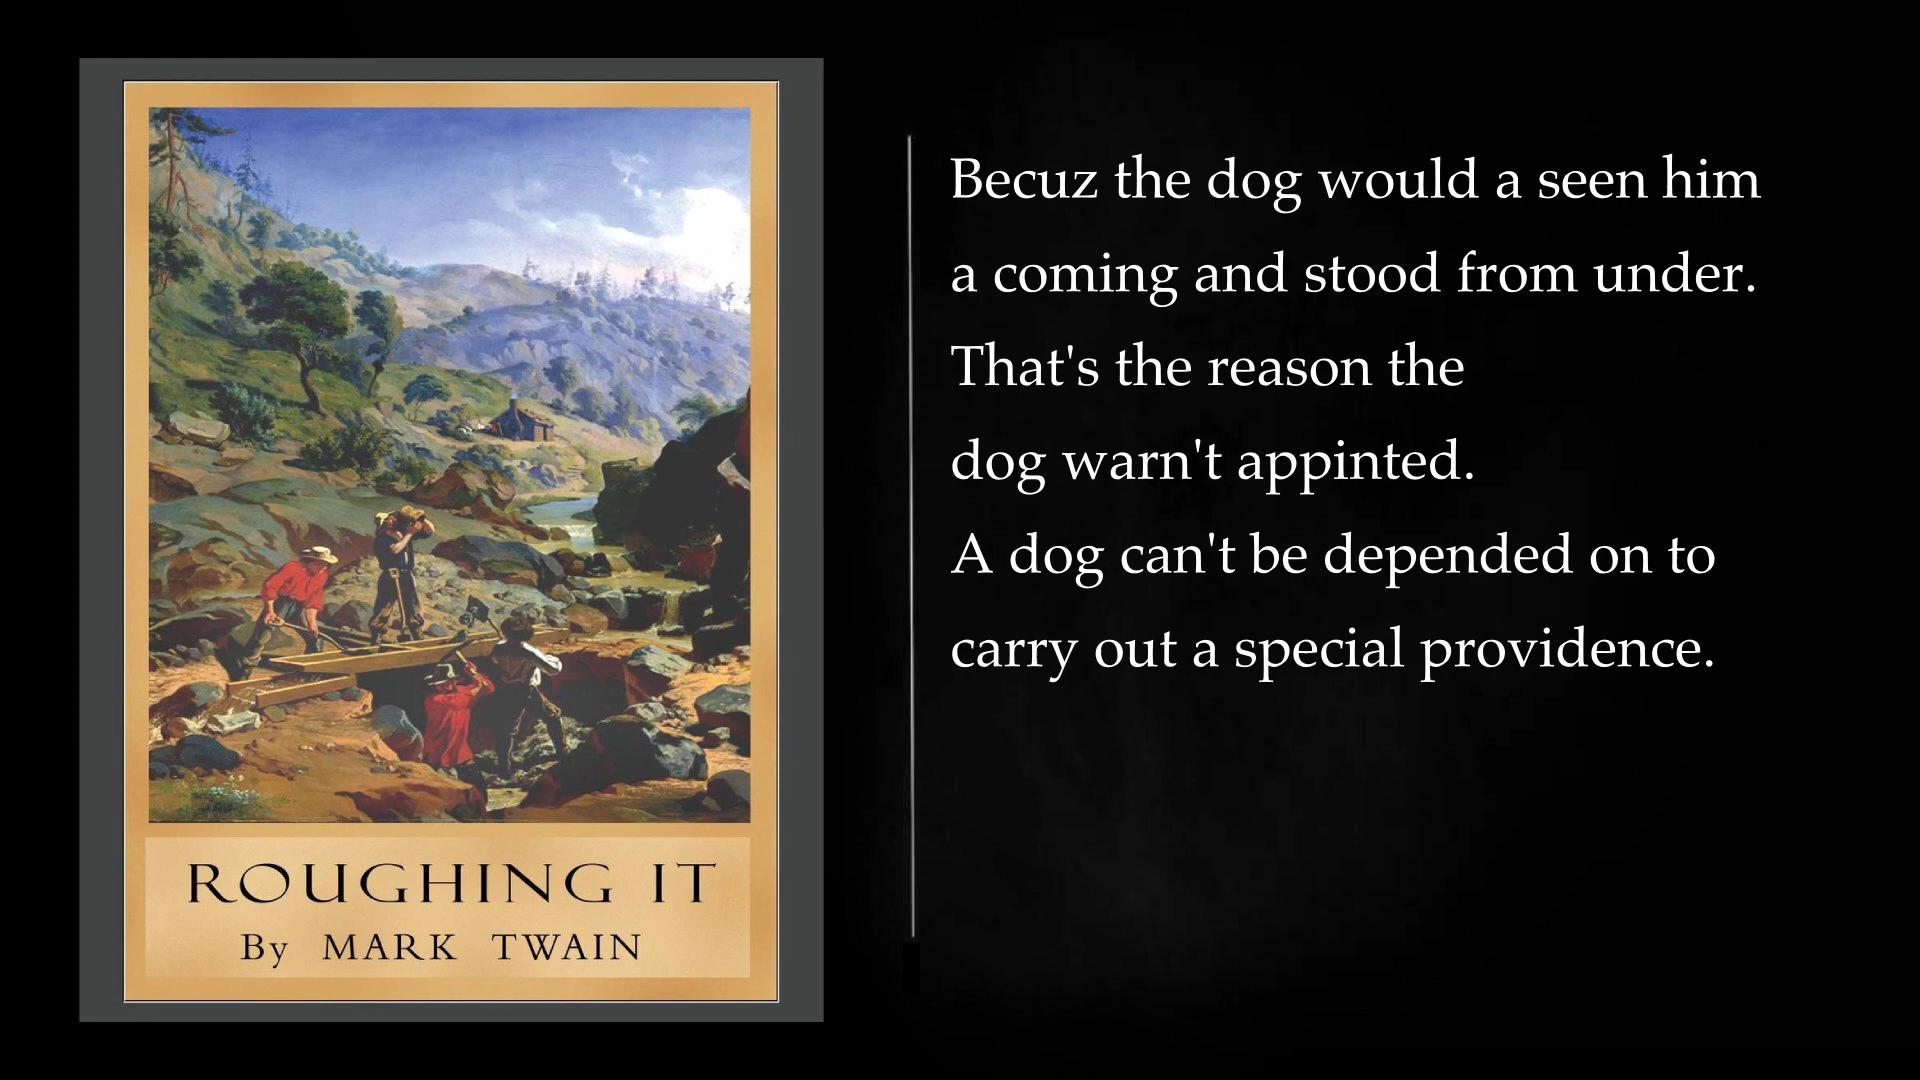 ROUGHING IT
By MARK TWAIN
Becuz the dog would a seen him
a coming and stood from under.
That's the reason the
dog warn't appinted.
A dog can't be depended on to
carry out a special providence.